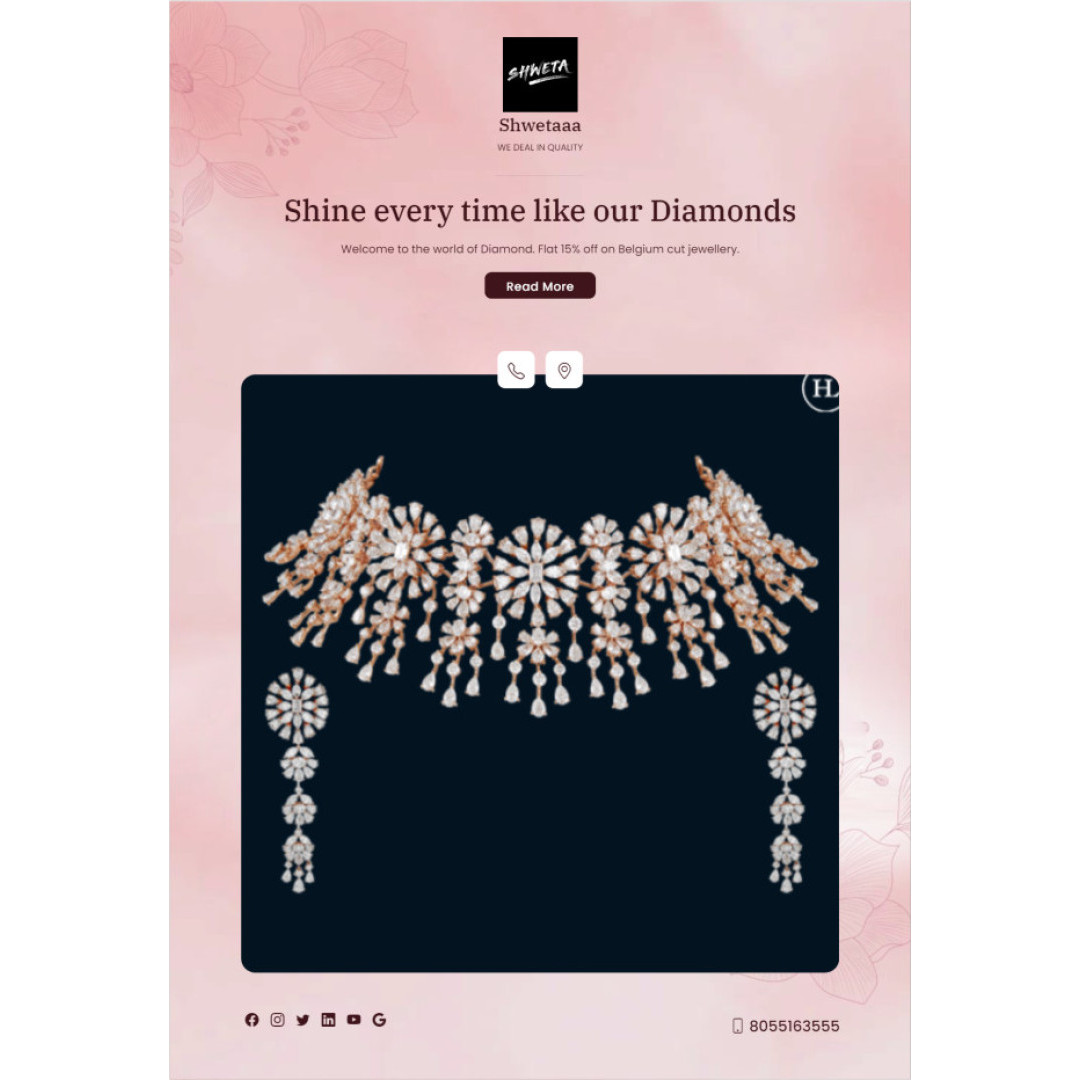 SHWETA
Shwetaaa
WE DEAL IN QUALITY
Shine every time like our Diamonds
Welcome to the world of Diamond. Flat 15% off on Belgium cut jewellery.
Read More
HL
8055163555